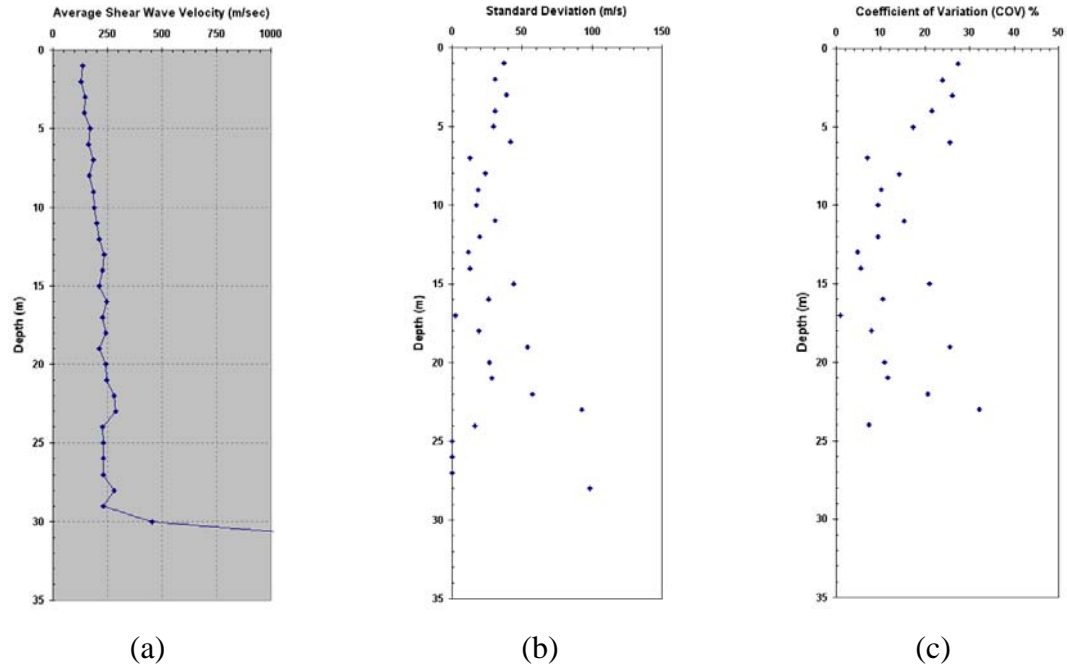 Average Shear Wave Velocity (m/sec)
0 250 500 750 1000
0
5
10
15
20
25
30
35
Depth (m)
(a)
Standard Deviation (m/s)
0 50 100 150
0
5
10
15
20
25
30
35
Depth (m)
(b)
Coefficient of Variation (COV) %
0 10 20 30 40 50
0
5
10
15
20
25
30
35
Depth (m)
(c)